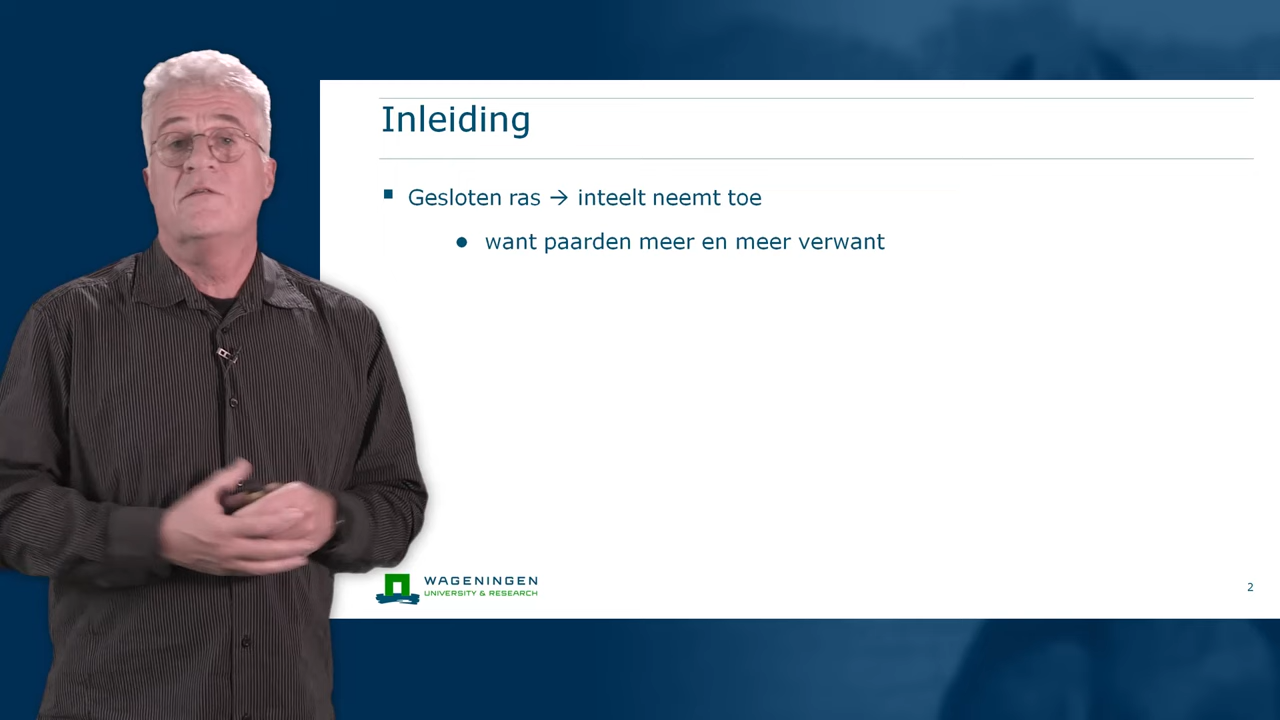 Inleiding
▪ Gesloten ras → inteelt neemt toe
● want paarden meer en meer verwant
WAGENINGEN
UNIVERSITY & RESEARCH
2